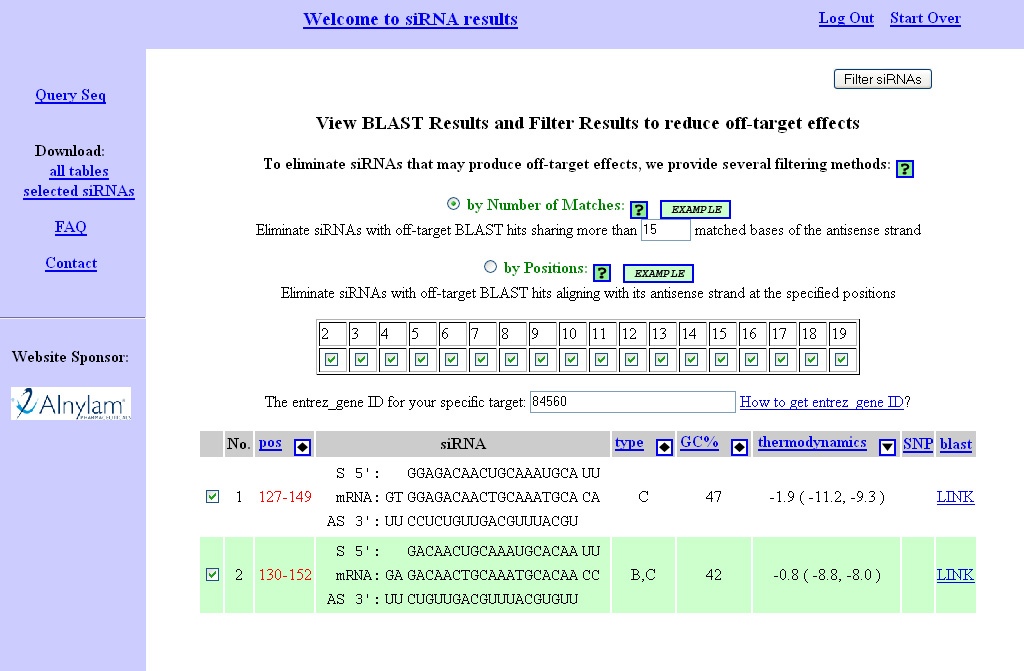 Welcome to siRNA results
Log Out Start Over
Filter siRNAs
Query Seq
Download:
all tables
selected siRNAs
FAQ
Contact
Website Sponsor:
Alnylam
PHARMACEUTICALS
View BLAST Results and Filter Results to reduce off-target effects
To eliminate siRNAs that may produce off-target effects, we provide several filtering methods: ?
by Number of Matches: ? EXAMPLE
Eliminate siRNAs with off-target BLAST hits sharing more than 15 matched bases of the antisense strand
by Positions: ? EXAMPLE
Eliminate siRNAs with off-target BLAST hits aligning with its antisense strand at the specified positions
2 3 4 5 6 7 8 9 10 11 12 13 14 15 16 17 18 19
The entrez_gene ID for your specific target: 84560 How to get entrez_gene ID?
No. pos siRNA type GC% thermodynamics SNP blast
S 5': GGAGACAACUGCAAAUGCA UU
1 127-149 mRNA: GT GGAGACAACTGCAAATGCA CA C 47 -1.9 ( -11.2, -9.3 ) LINK
AS 3': UU CCUCUGUUGACGUUUACGU
S 5': GACAACUGCAAAUGCACAA UU
2 130-152 mRNA: GA GACAACTGCAAATGCACAA CC B,C 42 -0.8 ( -8.8, -8.0 ) LINK
AS 3': UU CUGUUGACGUUUACGUGUU